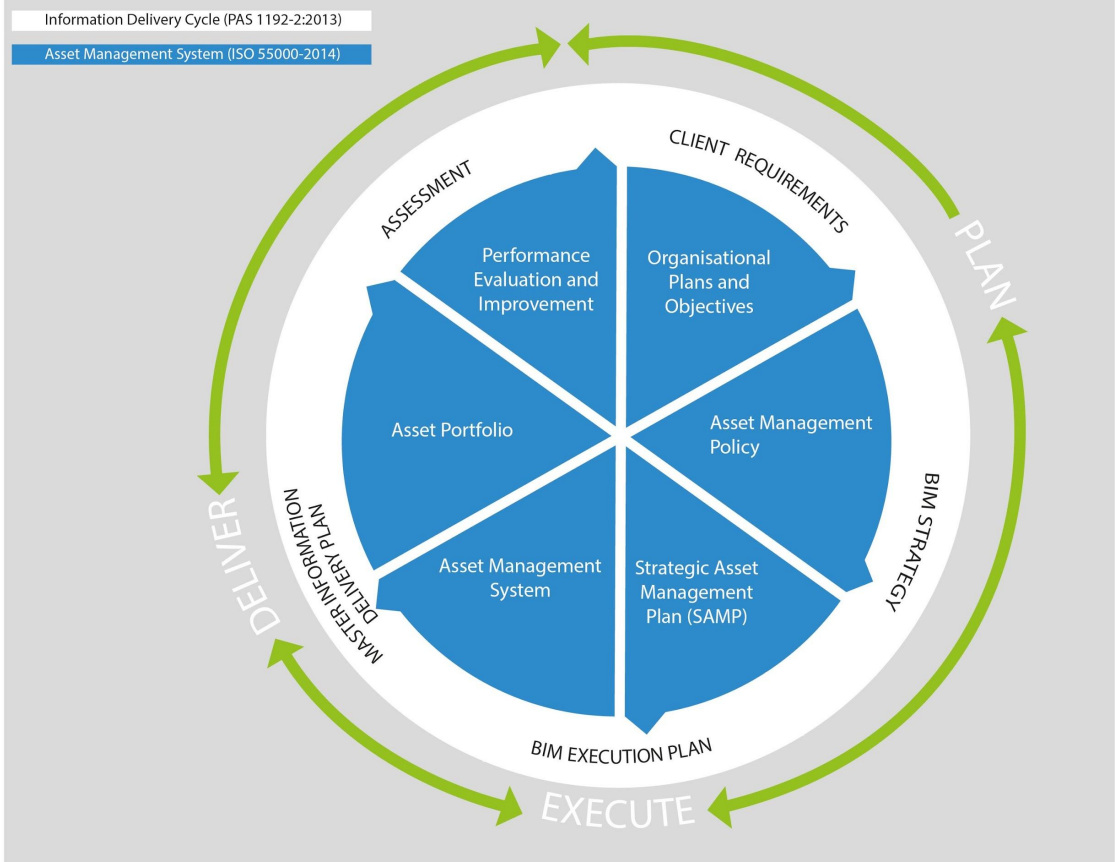 Information Delivery Cycle (PAS 1192-2:2013)
Asset Management System (ISO 55000-2014)
CLIENT REQUIREMENTS
ASSESSMENT
PLAN
Performance
Evaluation and
Improvement
Organisational
Plans and
Objectives
Asset Portfolio
Asset Management
Policy
BIM STRATEGY
DELIVER
MASTER INFORMATION
DELIVERY PLAN
Asset Management
System
Strategic Asset
Management
Plan (SAMP)
BIM EXECUTION PLAN
EXECUTE